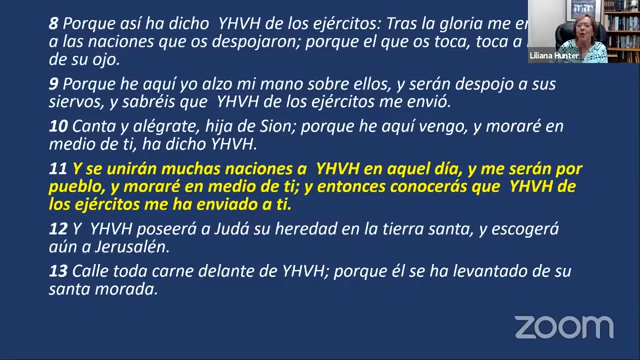 8 Porque así ha dicho YHVH de los ejércitos: Tras la gloria me
a las naciones que os despojaron; porque el que os toca, toca a
de su ojo.
9 Porque he aquí yo alzo mi mano sobre ellos, y serán despojo a sus
siervos, y sabréis que YHVH de los ejércitos me envió.
10 Canta y alégrate, hija de Sion; porque he aquí vengo, y moraré en
medio de ti, ha dicho YHVH.
11 Y se unirán muchas naciones a YHVH en aquel día, y me serán por
pueblo, y moraré en medio de ti; y entonces conocerás que YHVH de
los ejércitos me ha enviado a ti.
12 Y YHVH poseerá a Judá su heredad en la tierra santa, y escogerá
aún a Jerusalén.
13 Calle toda carne delante de YHVH; porque él se ha levantado de su
santa morada.
Liliana Hunter
zoom